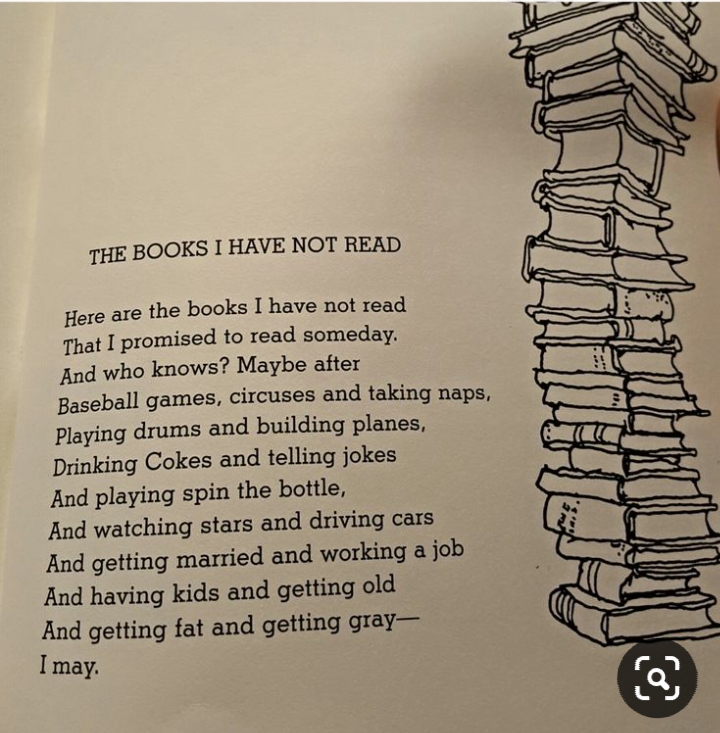 THE BOOKS I HAVE NOT READ
Here are the books I have not read
That I promised to read someday.
And who knows? Maybe after
Baseball games, circuses and taking naps,
Playing drums and building planes,
Drinking Cokes and telling jokes
And playing spin the bottle,
And watching stars and driving cars
And getting married and working a job
And having kids and getting old
And getting fat and getting gray—
I may.